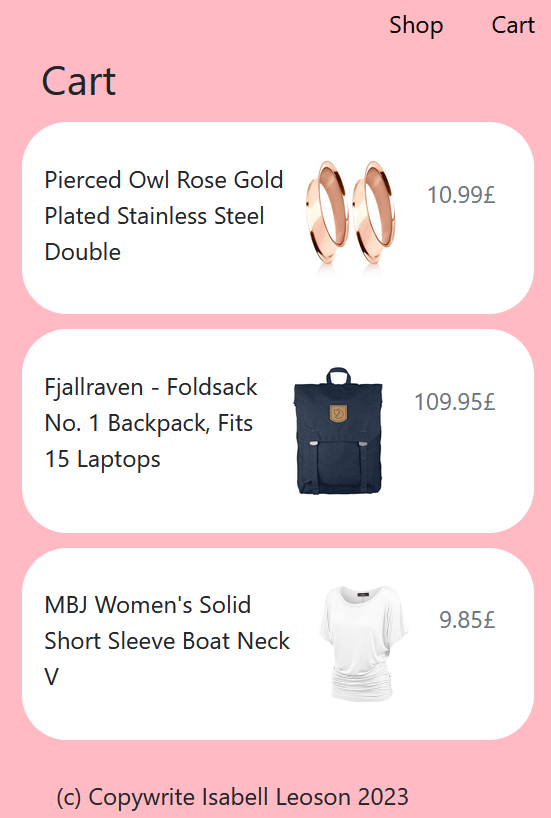 Shop Cart
Cart
Pierced Owl Rose Gold
Plated Stainless Steel
Double
10.99£
Fjallraven - Foldsack
No. 1 Backpack, Fits
15 Laptops
109.95£
MBJ Women's Solid
Short Sleeve Boat Neck
V
9.85£
(c) Copywrite Isabell Leoson 2023